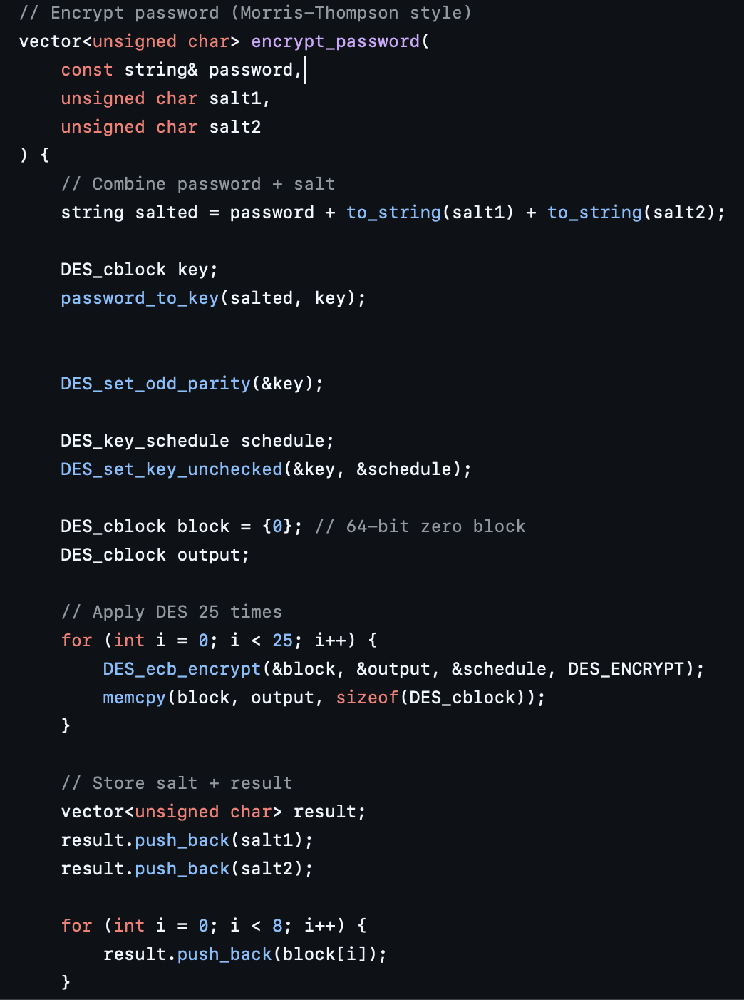 // Encrypt password (Morris-Thompson style)
vector<unsigned char> encrypt_password(
    const string& password,
    unsigned char salt1,
    unsigned char salt2
) {
    // Combine password + salt
    string salted = password + to_string(salt1) + to_string(salt2);
    DES_cblock key;
    password_to_key(salted, key);
    DES_set_odd_parity(&key);
    DES_key_schedule schedule;
    DES_set_key_unchecked(&key, &schedule);
    DES_cblock block = {0}; // 64-bit zero block
    DES_cblock output;
    // Apply DES 25 times
    for (int i = 0; i < 25; i++) {
        DES_ecb_encrypt(&block, &output, &schedule, DES_ENCRYPT);
        memcpy(block, output, sizeof(DES_cblock));
    }
    // Store salt + result
    vector<unsigned char> result;
    result.push_back(salt1);
    result.push_back(salt2);
    for (int i = 0; i < 8; i++) {
        result.push_back(block[i]);
    }